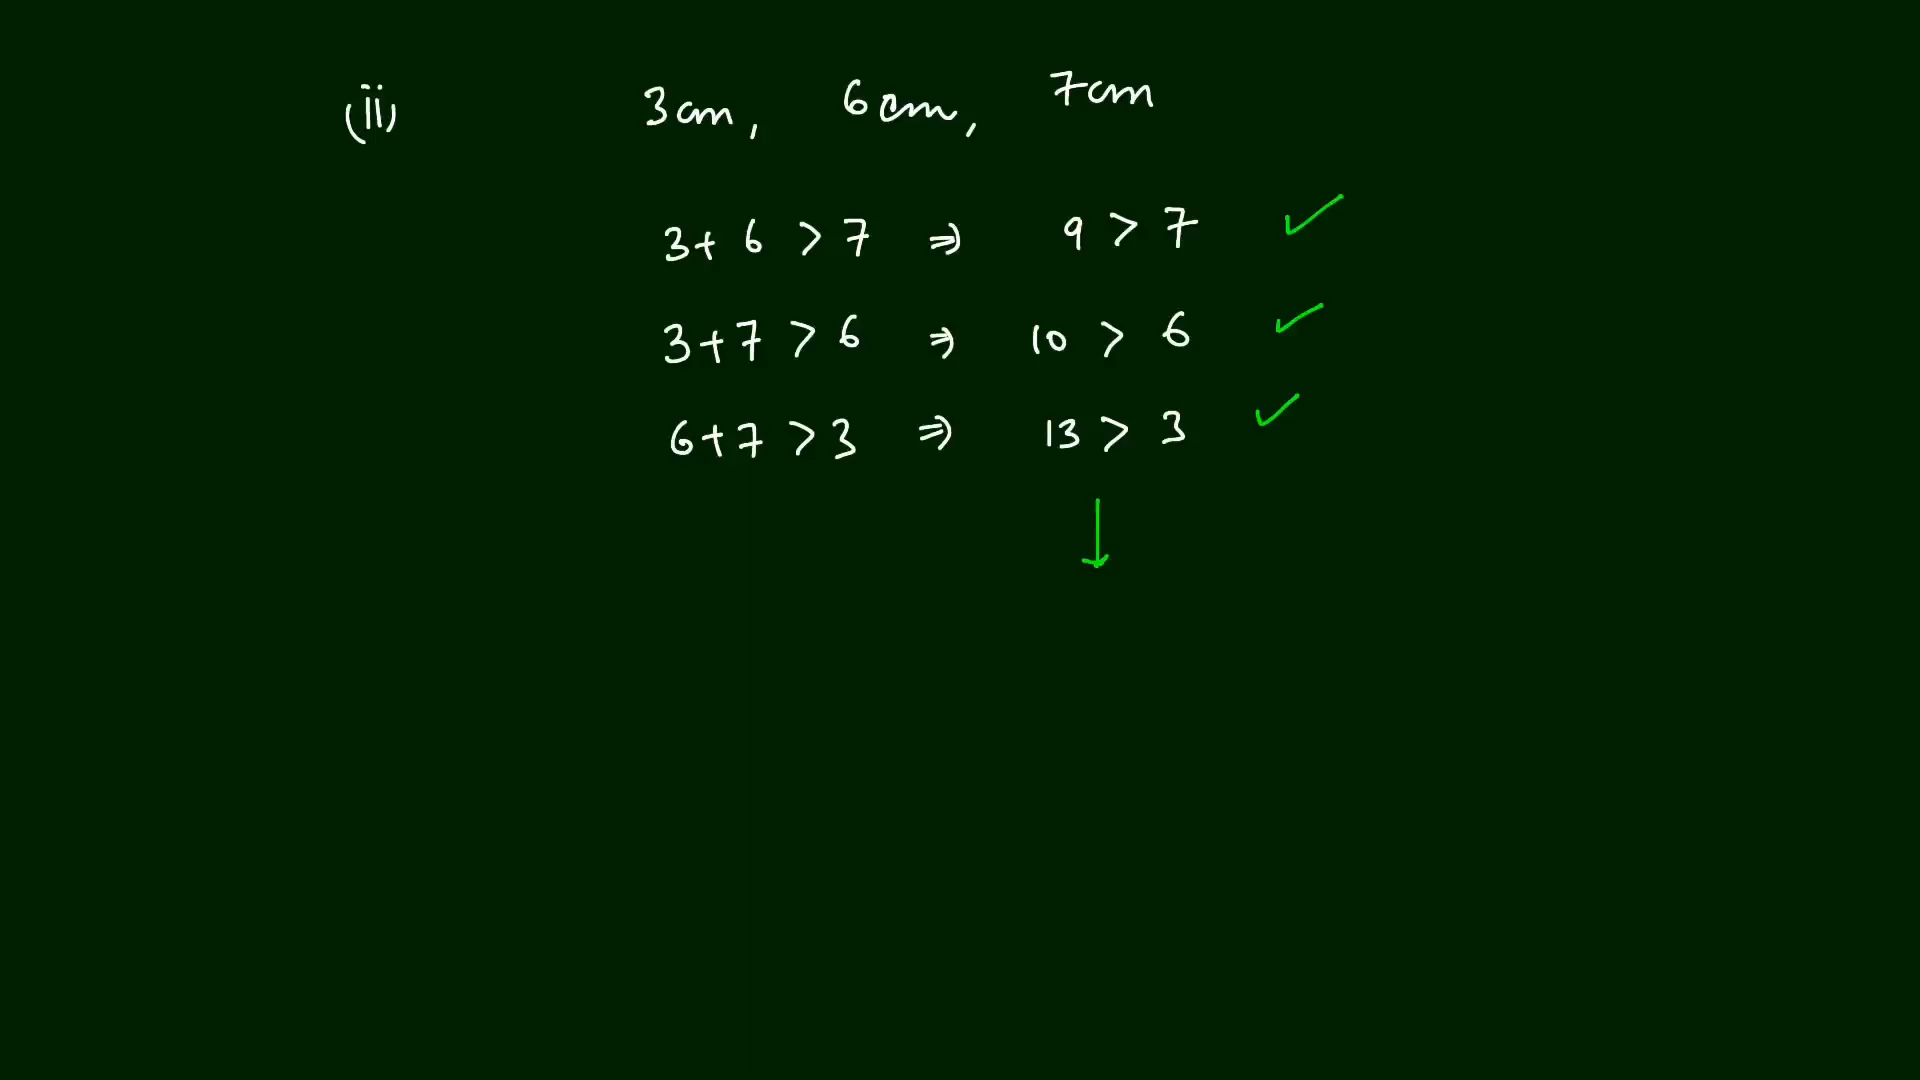 (ii) 3cm, 6cm, 7cm
3+ 6 > 7 ⇒ 9 > 7 ✓
3+7 > 6 ⇒ 10 > 6 ✓
6+7 > 3 ⇒ 13 > 3 ✓
↓